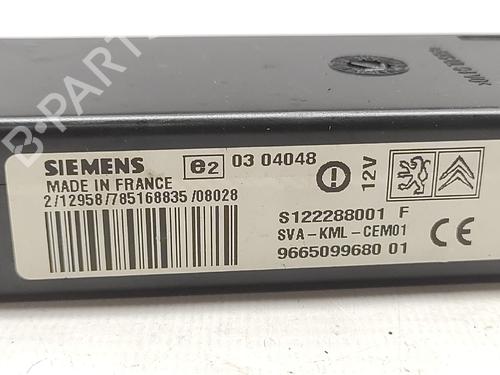 B-PARTS
SIEMENS
e2 03 04048
12V
MADE IN FRANCE
2/12958/785168835/08028
S122288001 F
SVA-KML-CEM01
9665099680 01
CE